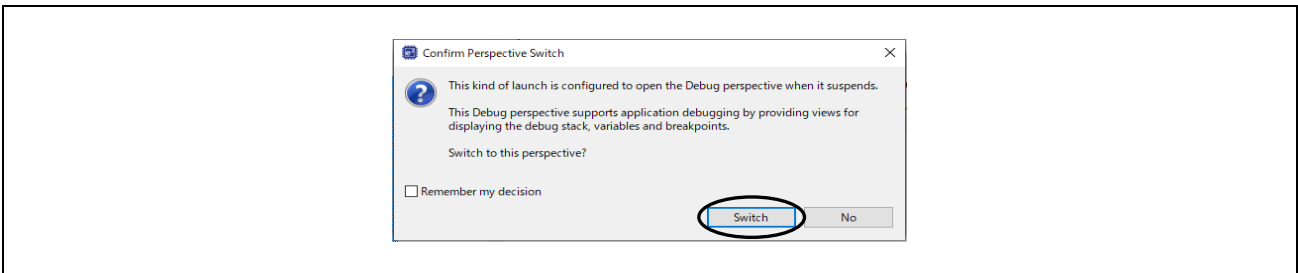 Confirm Perspective Switch
This kind of launch is configured to open the Debug perspective when it suspends.
This Debug perspective supports application debugging by providing views for
displaying the debug stack, variables and breakpoints.
Switch to this perspective?
Remember my decision
Switch No